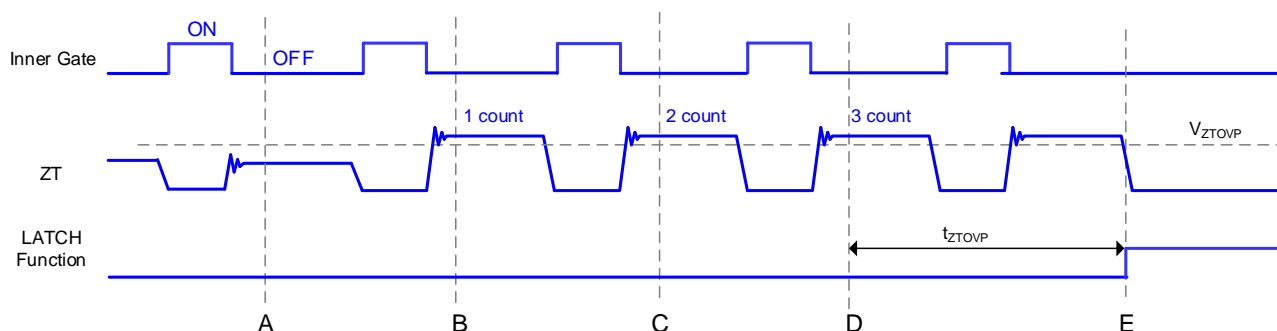 ON
Inner Gate
OFF
1 count
2 count
3 count
VZTOVP
ZT
LATCH
Function
tZTOVP
A
B
C
D
E